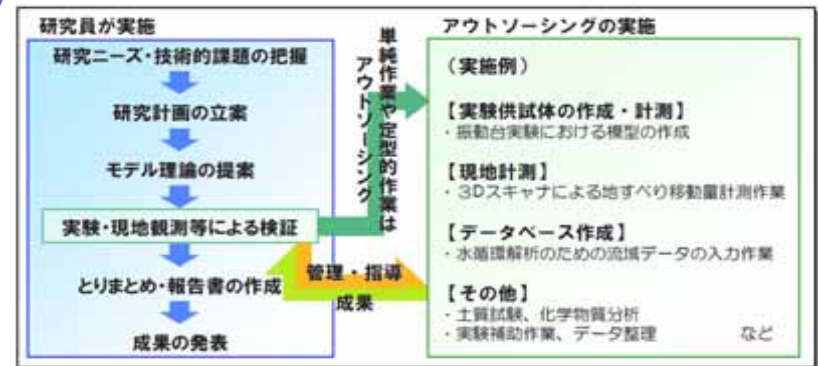 研究員が実施
研究ニーズ・技術的課題の把握
研究計画の立案
モデル理論の提案
実験・現地観測等による検証
とりまとめ・報告書の作成
成果の発表
単純作業や定型的作業は
アウトソーシング
管理・指導
成果
アウトソーシングの実施
（実施例）
【実験供試体の作成・計測】
・振動台実験における模型の作成
【現地計測】
・３Dスキャナによる地すべり移動量計測作業
【データベース作成】
・水循環解析のための流域データの入力作業
【その他】
・土質試験、化学物質分析
・実験補助作業、データ整理　　など